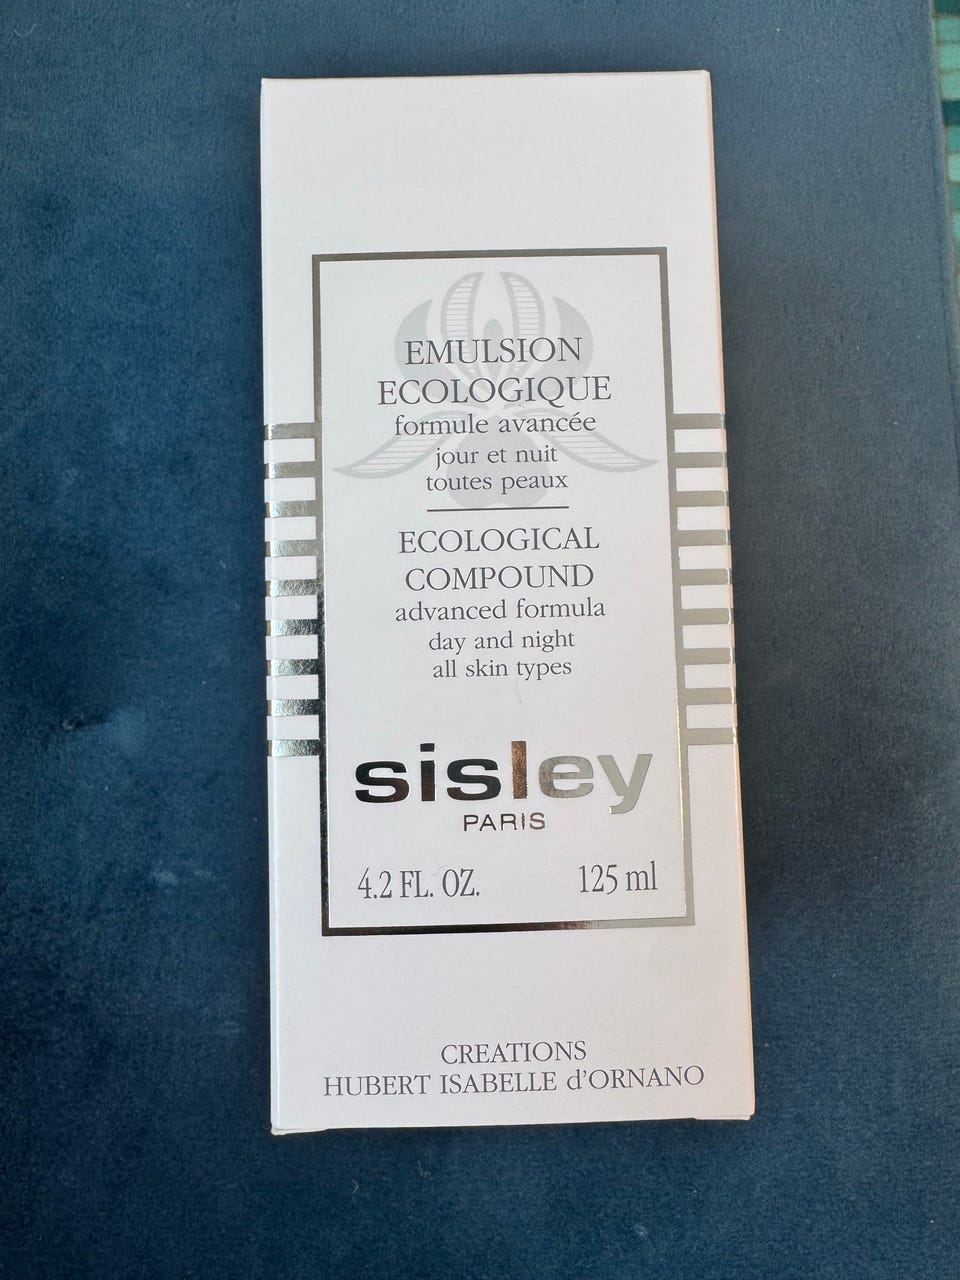 EMULSION
ECOLOGIQUE
formule avancée
jour et nuit
toutes peaux
ECOLOGICAL
COMPOUND
advanced formula
day and night
all skin types
sisley
PARIS
4.2 FL. OZ. 125 ml
CREATIONS
HUBERT ISABELLE d'ORNANO